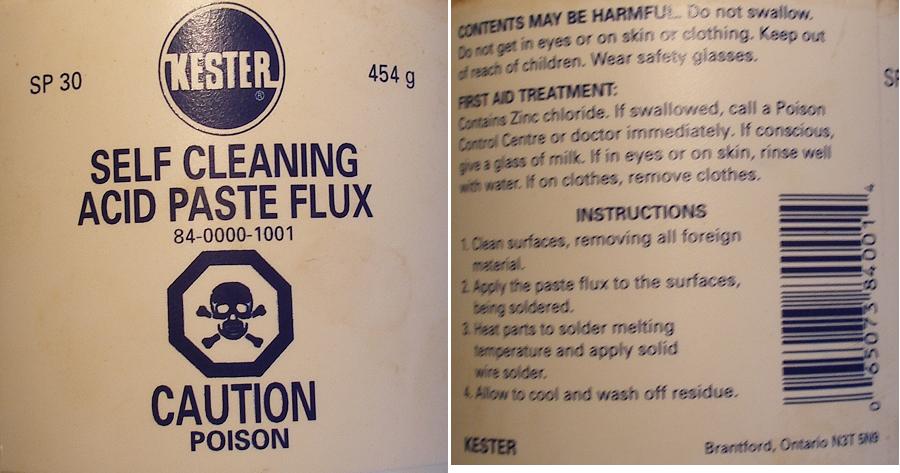 KESTER
®
SP 30
454 g
SELF CLEANING
ACID PASTE FLUX
84-0000-1001
CAUTION
POISON
CONTENTS MAY BE HARMFUL. Do not swallow.
Do not get in eyes or on skin or clothing. Keep out
of reach of children. Wear safety glasses.
FIRST AID TREATMENT:
Contains Zinc chloride. If swallowed, call a Poison
Control Centre or doctor immediately. If conscious,
give a glass of milk. If in eyes or on skin, rinse well
with water. If on clothes, remove clothes.
INSTRUCTIONS
1. Clean surfaces, removing all foreign
material.
2. Apply the paste flux to the surfaces,
being soldered.
3. Heat parts to solder melting
temperature and apply solid
wire solder.
4. Allow to cool and wash off residue.
0 65073 84001 4
KESTER
Brantford, Ontario N3T 5N9